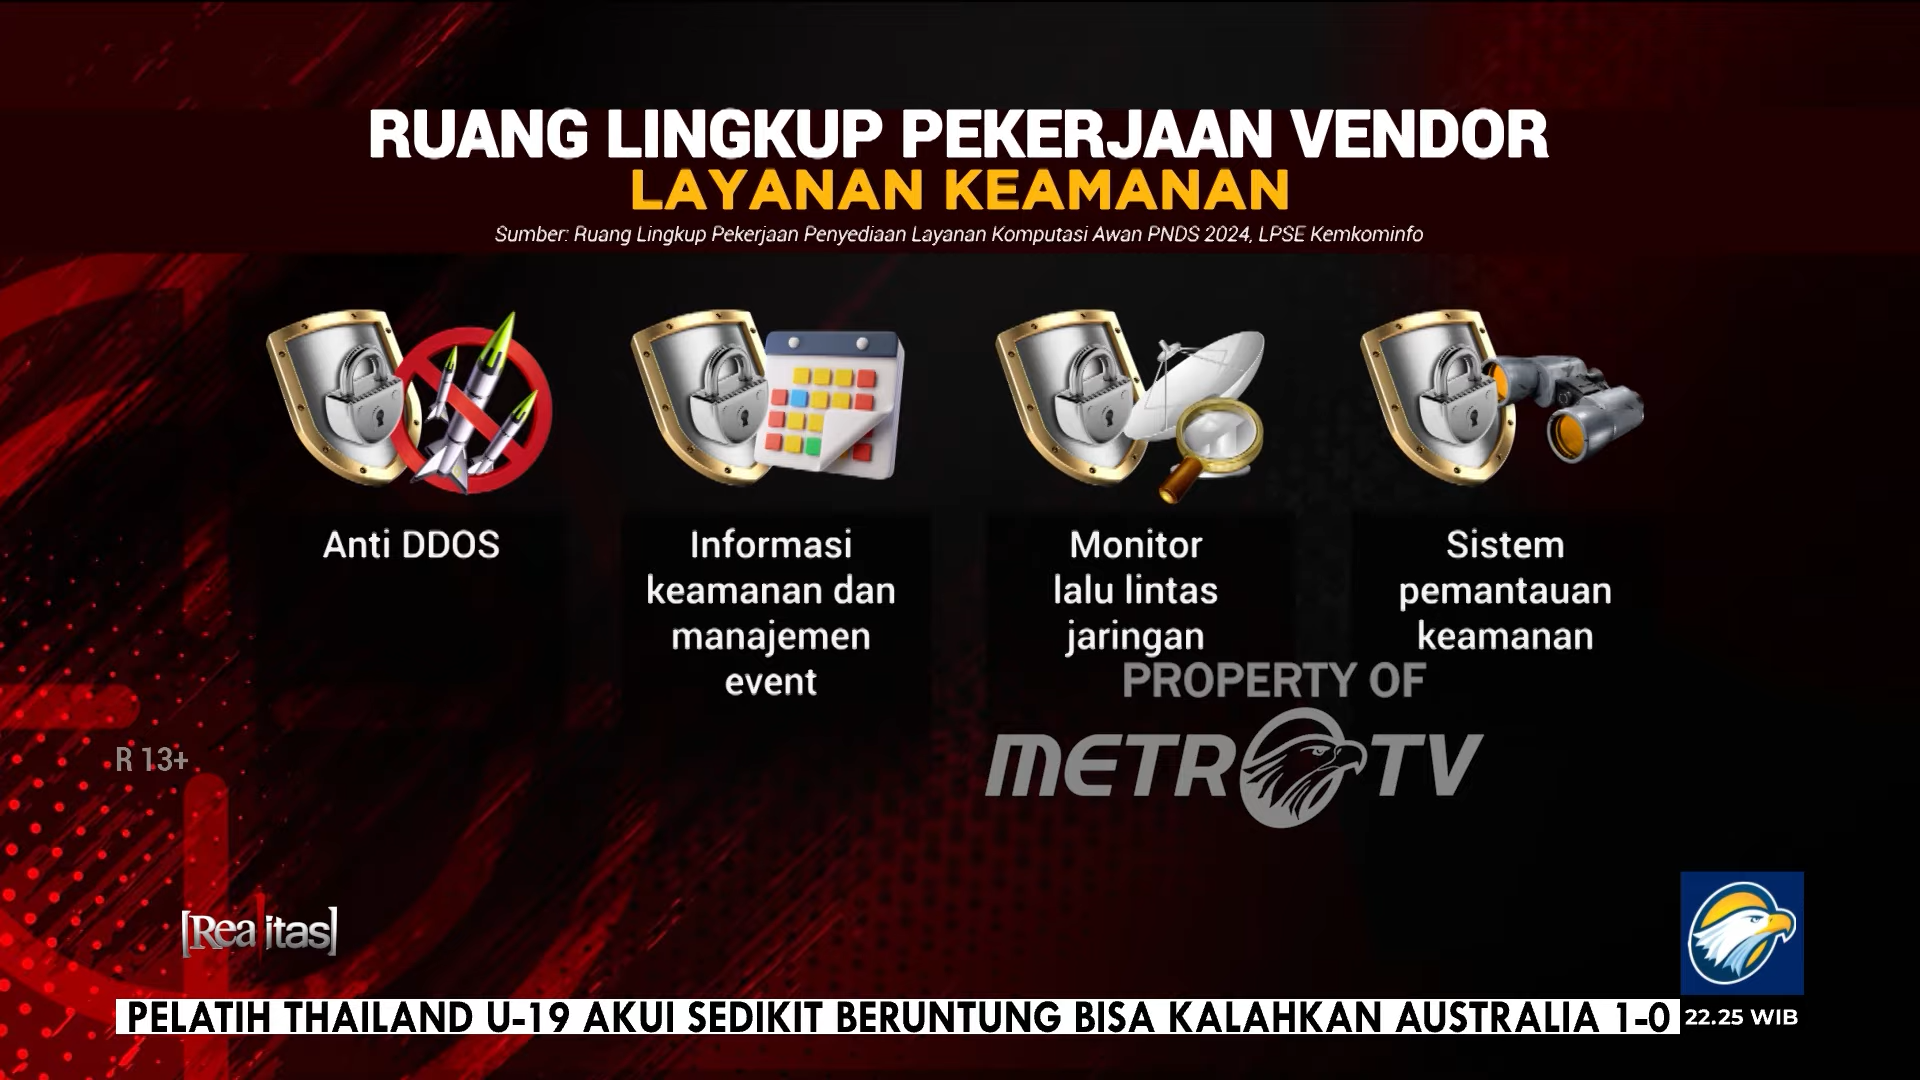 RUANG LINGKUP PEKERJAAN VENDOR
LAYANAN KEAMANAN
Sumber: Ruang Lingkup Pekerjaan Penyediaan Layanan Komputasi Awan PNDS 2024, LPSE Kemkominfo
Anti DDOS
Informasi
keamanan dan
manajemen
event
Monitor
lalu lintas
jaringan
Sistem
pemantauan
keamanan
PROPERTY OF
METRO TV
R 13+
[Realitas]
PELATIH THAILAND U-19 AKUI SEDIKIT BERUNTUNG BISA KALAHKAN AUSTRALIA 1-0
22.25 WIB